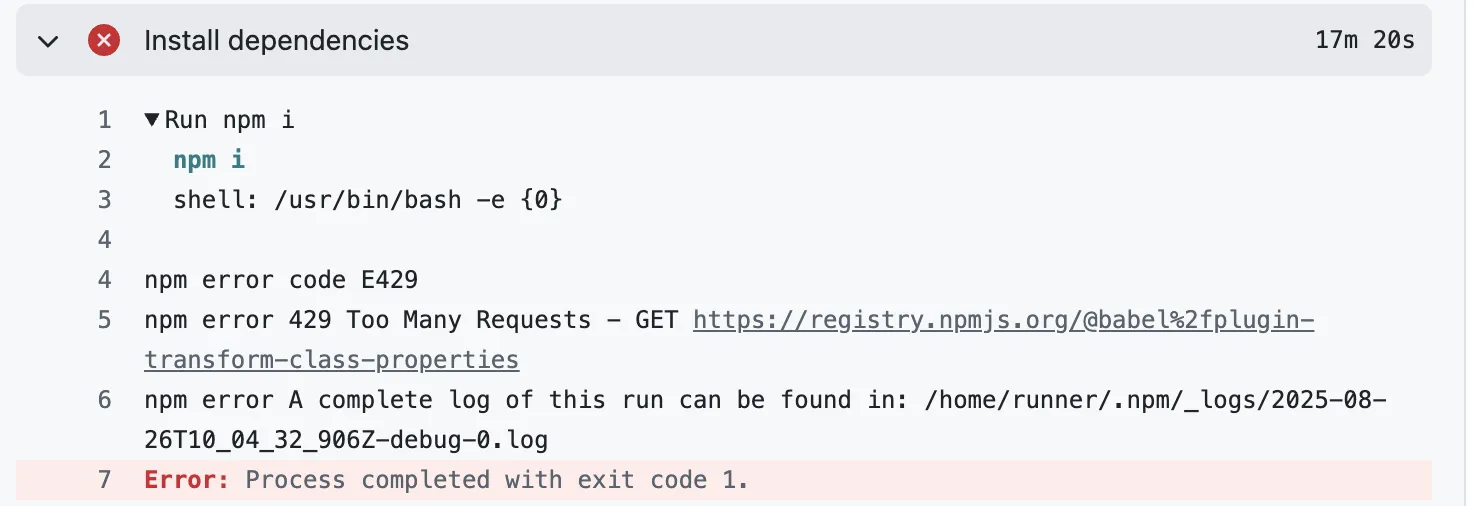 Install dependencies 17m 20s
1 ▼Run npm i
2 npm i
3 shell: /usr/bin/bash -e {0}
4
4 npm error code E429
5 npm error 429 Too Many Requests - GET https://registry.npmjs.org/@babel%2fplugin-
transform-class-properties
6 npm error A complete log of this run can be found in: /home/runner/.npm/_logs/2025-08-
26T10_04_32_906Z-debug-0.log
7 Error: Process completed with exit code 1.